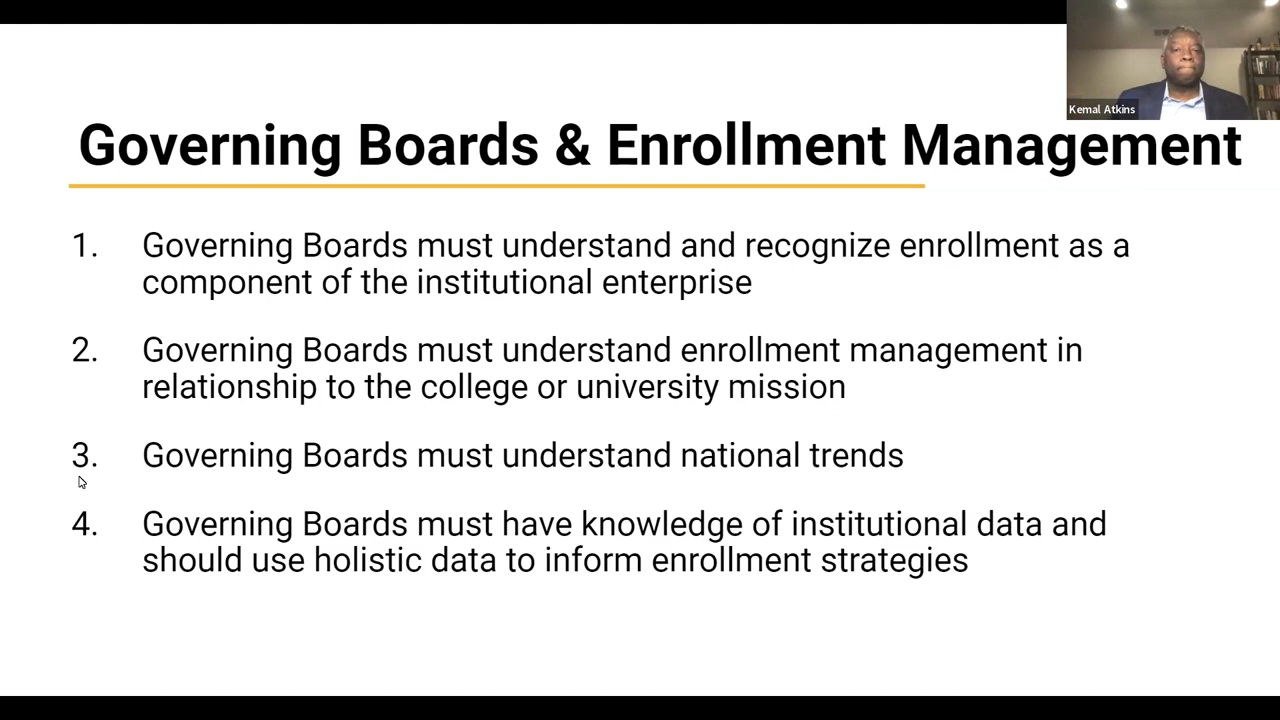 Kemal Atkins
Governing Boards & Enrollment Management
1. Governing Boards must understand and recognize enrollment as a
component of the institutional enterprise
2. Governing Boards must understand enrollment management in
relationship to the college or university mission
3. Governing Boards must understand national trends
4. Governing Boards must have knowledge of institutional data and
should use holistic data to inform enrollment strategies